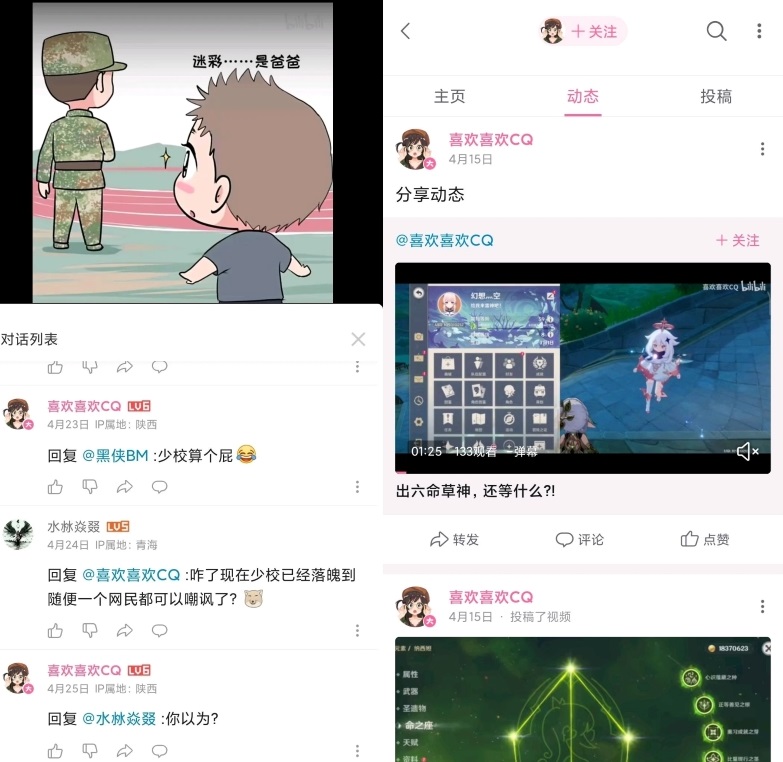 bilibili
迷彩……是爸爸
对话列表
喜欢喜欢CQ LV6
4月23日 IP属地: 陕西
回复 @黑侠BM :少校算个屁😂
水沝淼㵘 LV5
4月24日 IP属地: 青海
回复 @喜欢喜欢CQ :咋了现在少校已经落魄到
随便一个网民都可以嘲讽了?
喜欢喜欢CQ LV6
4月25日 IP属地: 陕西
回复 @水沝淼㵘 :你以为?
+ 关注
主页 动态 投稿
喜欢喜欢CQ
大
4月15日
分享动态
@喜欢喜欢CQ
+ 关注
喜欢喜欢CQ bilibili
01:25 -133观看 --弹幕
出六命草神, 还等什么?!
转发 评论 点赞
喜欢喜欢CQ
大
4月15日 · 投稿了视频
18370623
属性
武器
圣遗物
命之座
天赋
资料